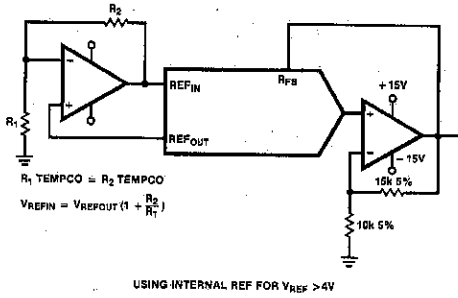 R2
REFIN
RFB
+15V
R1
REFOUT
−15V
15k 5%
10k 5%
R1 TEMPCO = R2 TEMPCO
VREFIN = VREFOUT (1 + R2/R1)
USING INTERNAL REF FOR VREF >4V